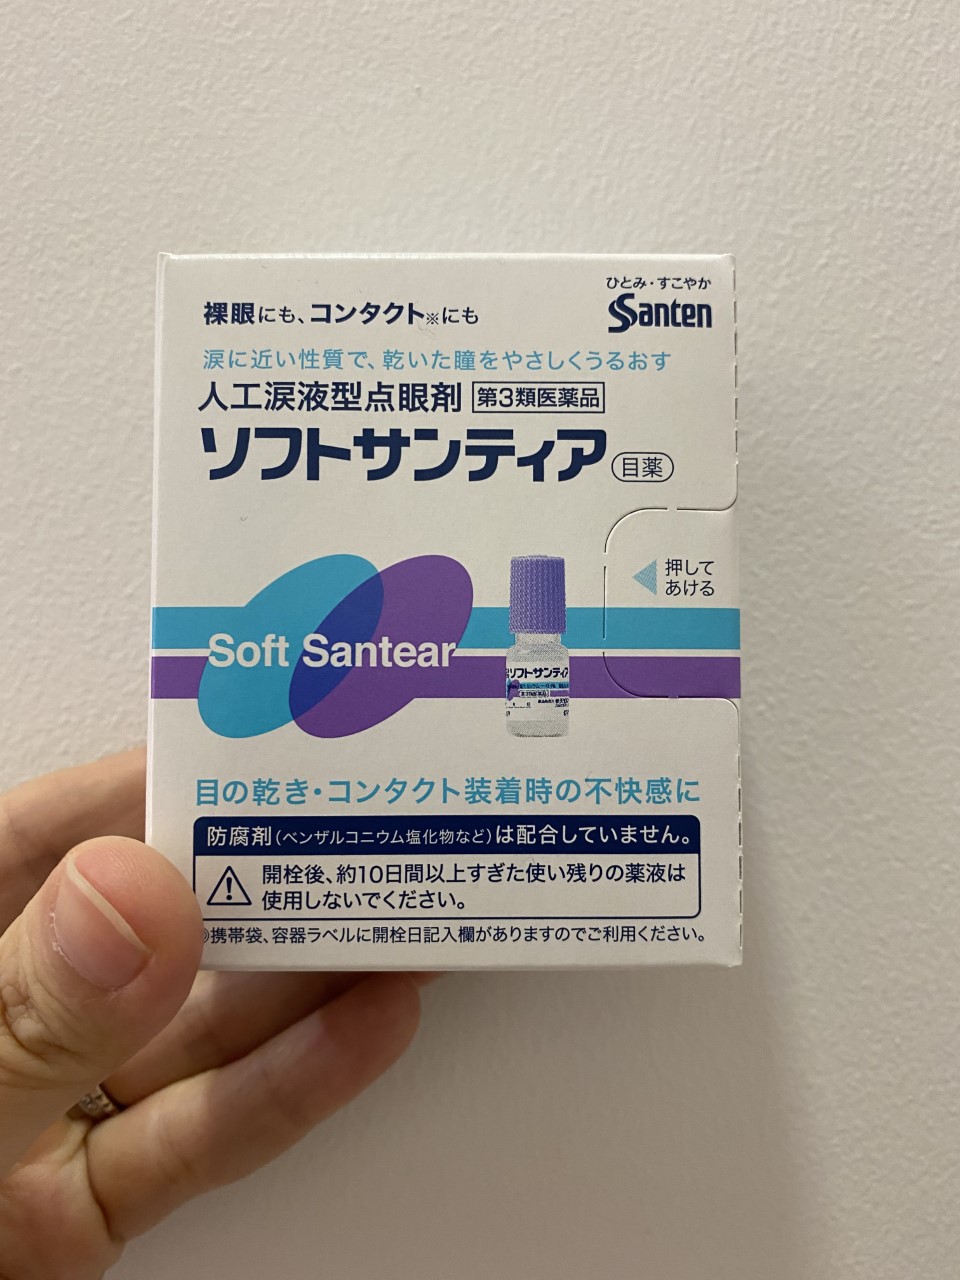 ひとみ・すこやか
Santen
裸眼にも、コンタクト※にも
涙に近い性質で、乾いた瞳をやさしくうるおす
人工涙液型点眼剤 第3類医薬品
ソフトサンティア 目薬
押して
あける
Soft Santear
ソフトサンティア
目の乾き・コンタクト装着時の不快感に
防腐剤(ベンザルコニウム塩化物など)は配合していません。
開栓後、約10日間以上すぎた使い残りの薬液は
使用しないでください。
◎携帯袋、容器ラベルに開栓日記入欄がありますのでご利用ください。